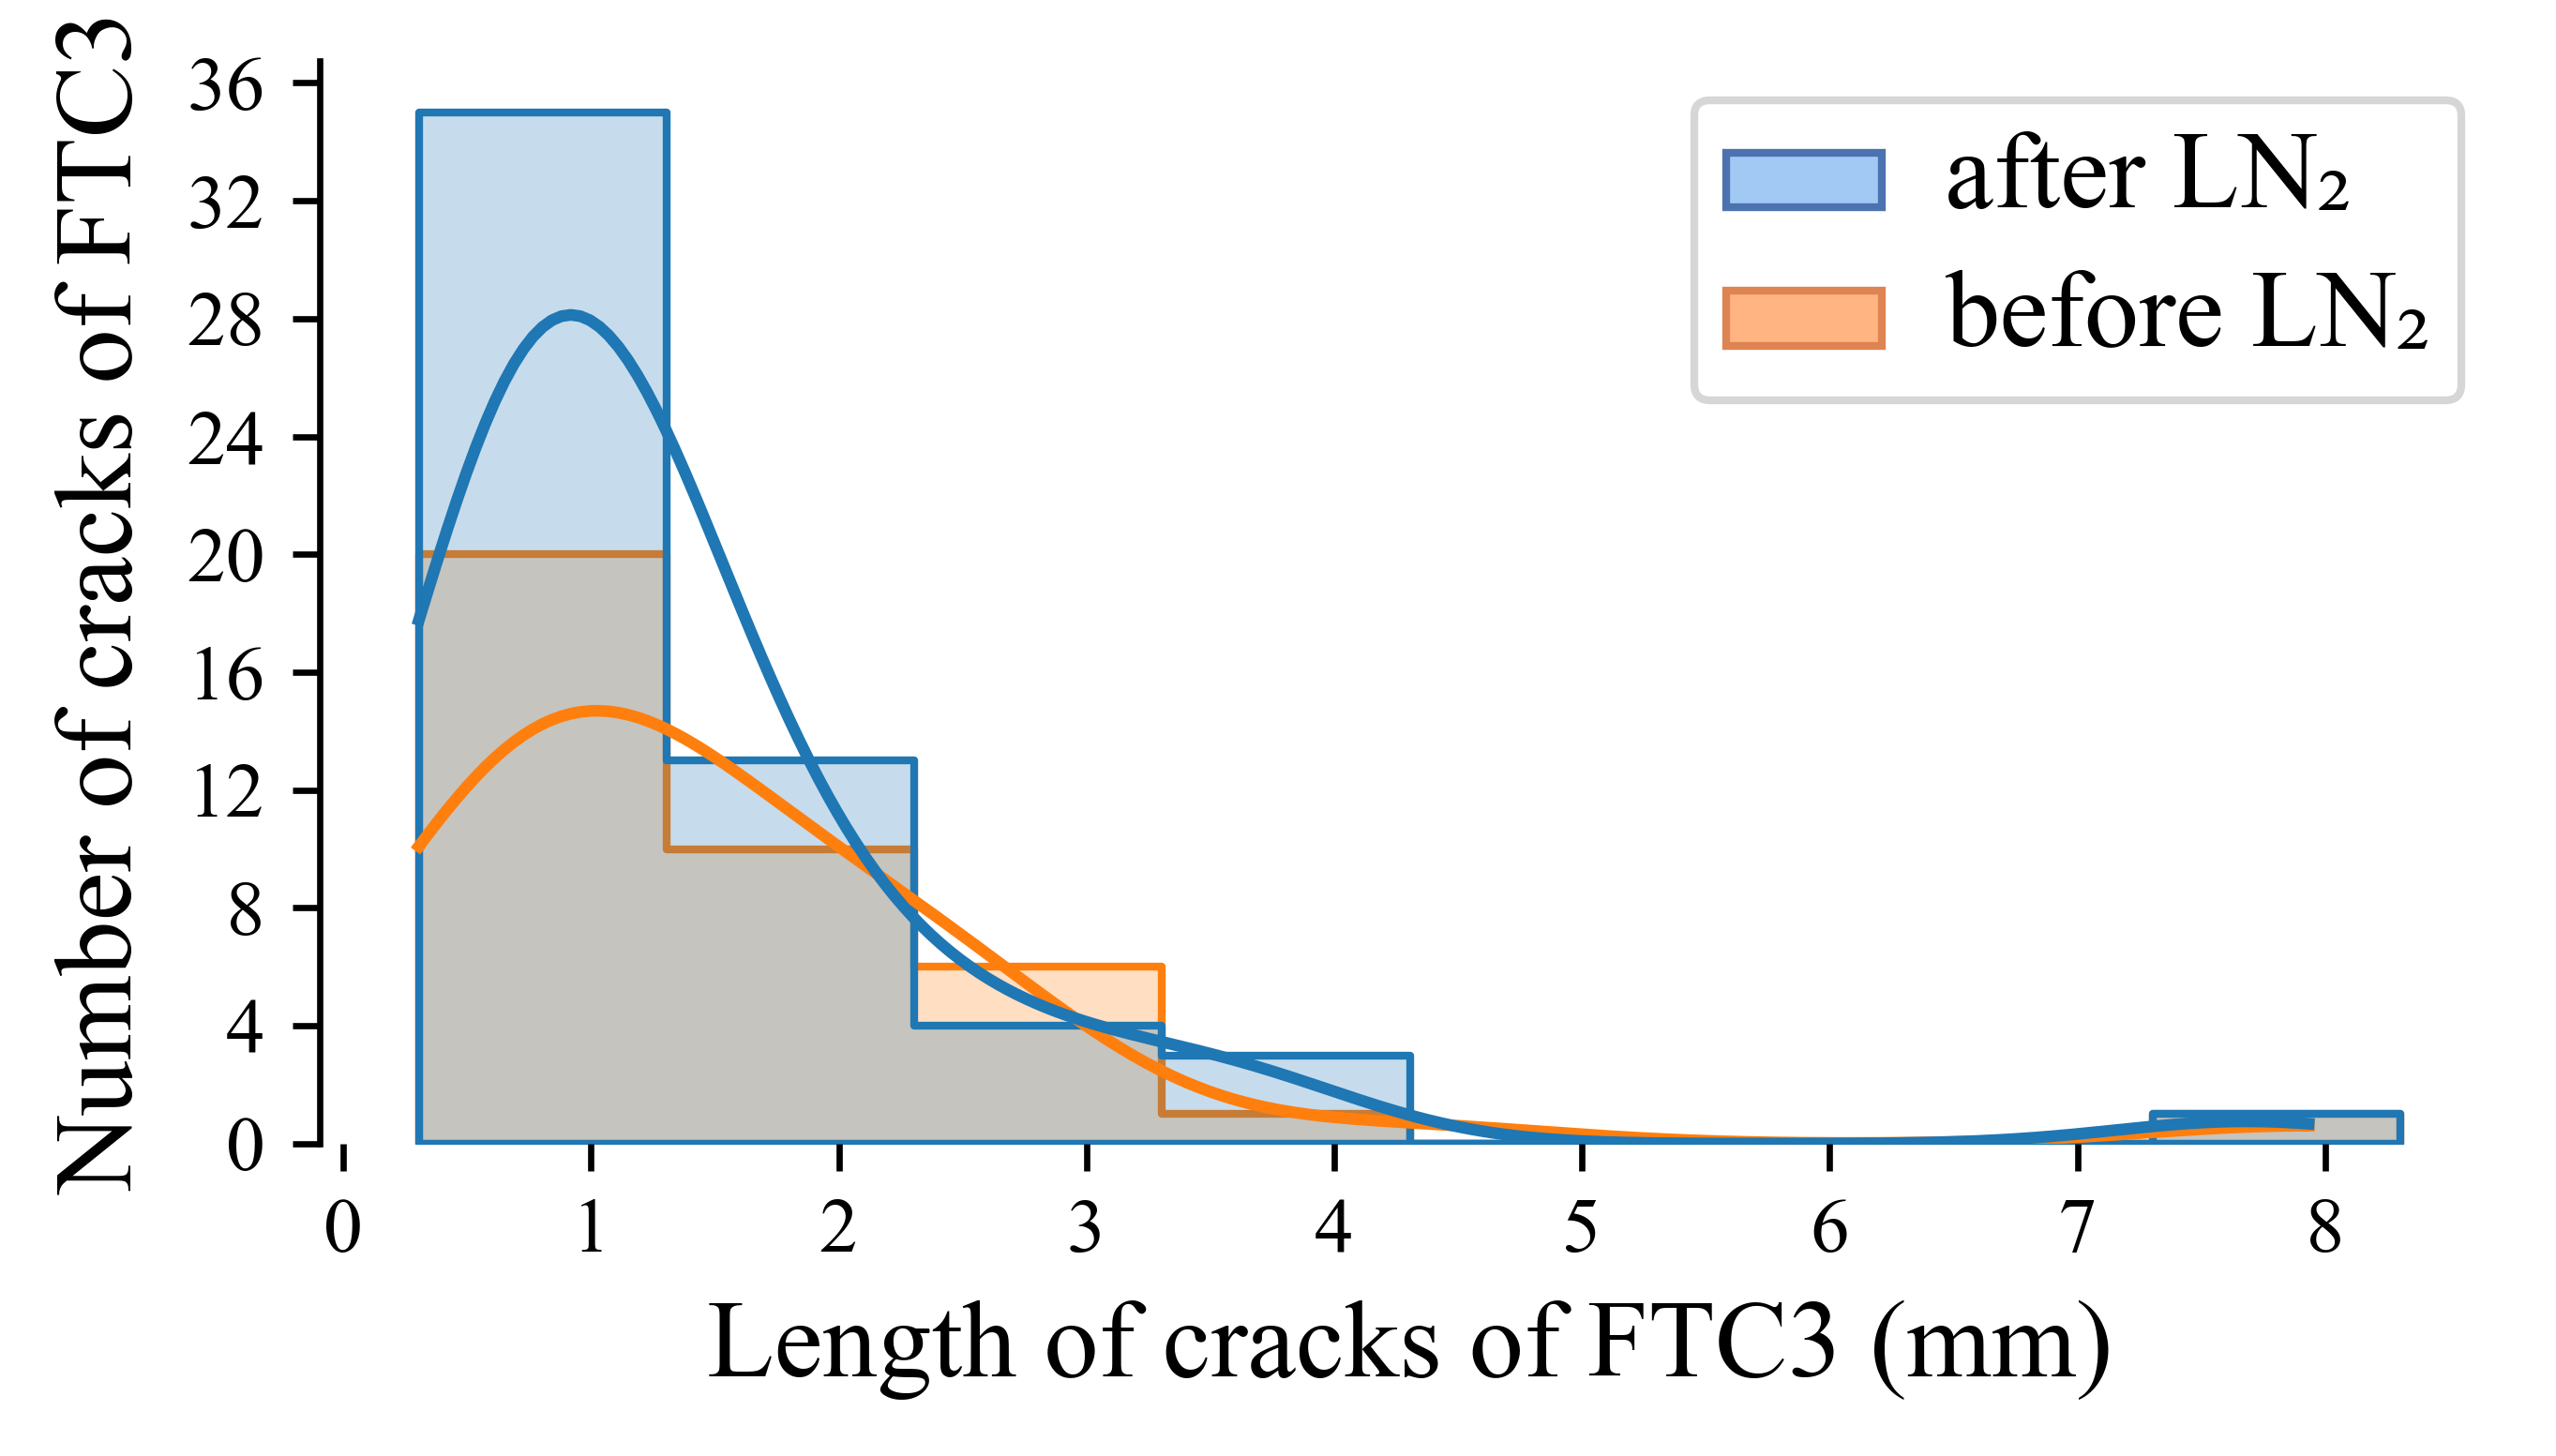 Number of cracks of FTC3
36
32
28
24
20
16
12
8
4
0
after LN₂
before LN₂
0 1 2 3 4 5 6 7 8
Length of cracks of FTC3 (mm)